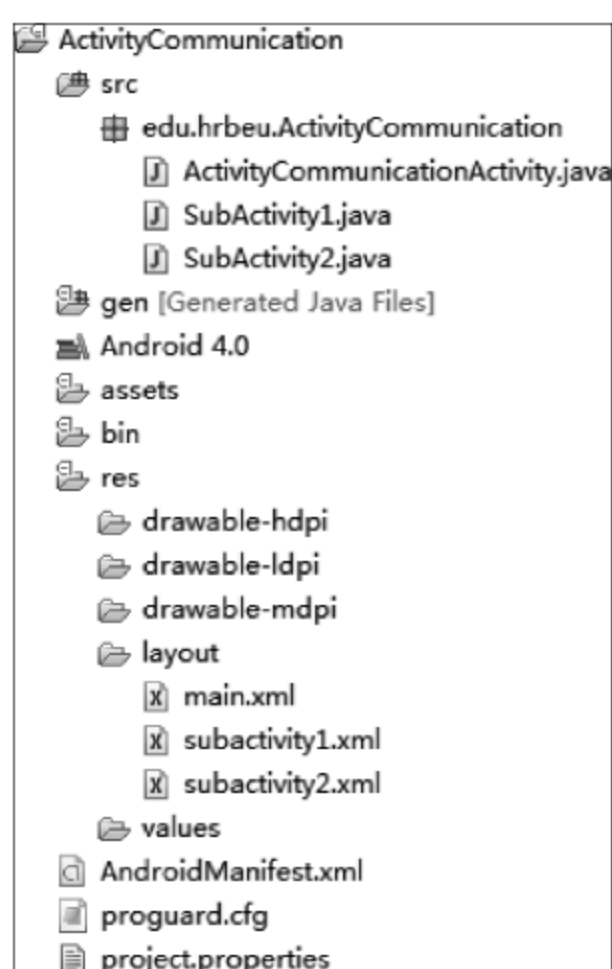 ActivityCommunication
src
edu.hrbeu.ActivityCommunication
ActivityCommunicationActivity.java
SubActivity1.java
SubActivity2.java
gen [Generated Java Files]
Android 4.0
assets
bin
res
drawable-hdpi
drawable-ldpi
drawable-mdpi
layout
main.xml
subactivity1.xml
subactivity2.xml
values
AndroidManifest.xml
proguard.cfg
project.properties